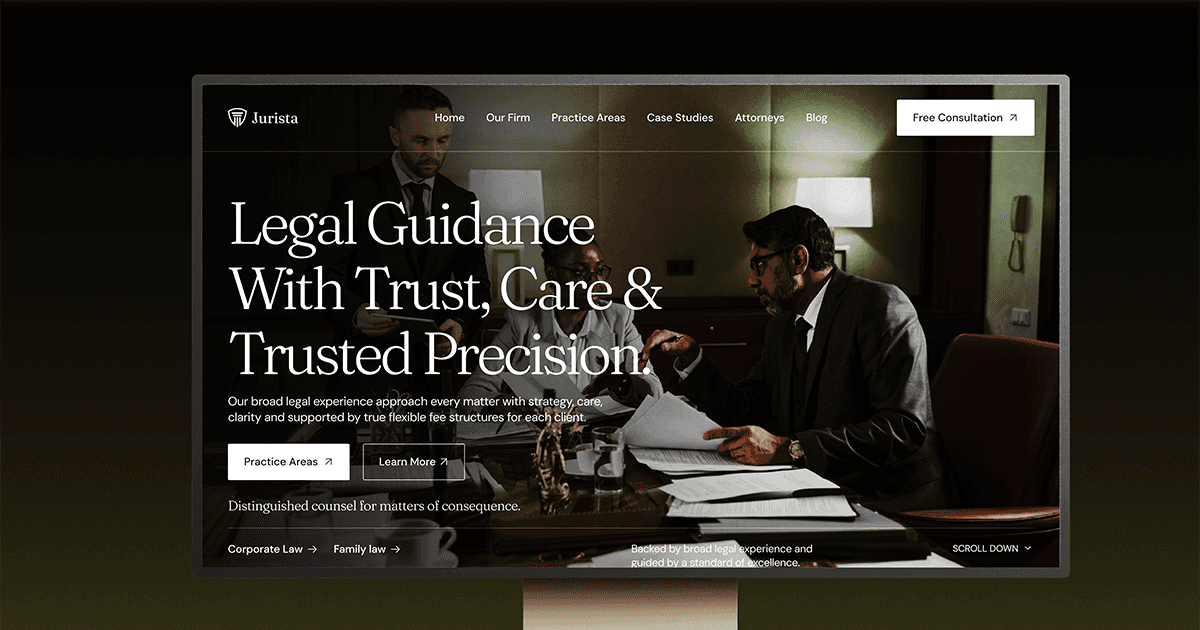 Jurista
Home Our Firm Practice Areas Case Studies Attorneys Blog
Free Consultation
Legal Guidance
With Trust, Care &
Trusted Precision.
Our broad legal experience approach every matter with strategy, care,
clarity and supported by true flexible fee structures for each client.
Practice Areas Learn More
Distinguished counsel for matters of consequence.
Corporate Law Family law
Backed by broad legal experience and
guided by a standard of excellence.
SCROLL DOWN